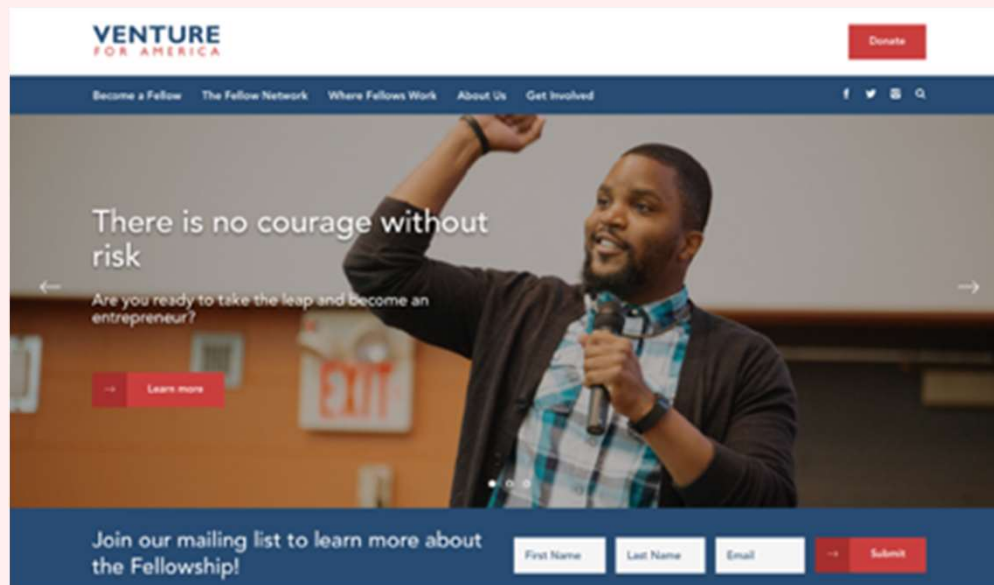 VENTURE
FOR AMERICA
Donate
Become a Fellow The Fellow Network Where Fellows Work About Us Get Involved
There is no courage without
risk
Are you ready to take the leap and become an
entrepreneur?
Learn more
EXIT
Join our mailing list to learn more about
the Fellowship!
First Name Last Name Email Submit